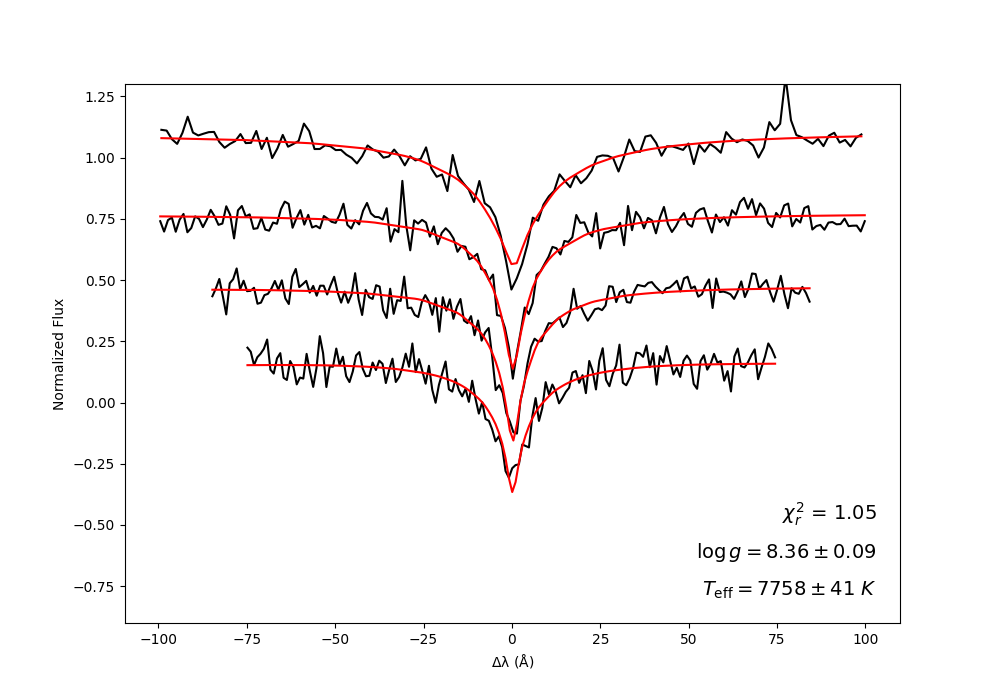 1.25
1.00
0.75
0.50
0.25
0.00
−0.25
−0.50
−0.75
Normalized Flux
χ²ᵣ = 1.05
log g = 8.36 ± 0.09
T_eff = 7758 ± 41 K
−100 −75 −50 −25 0 25 50 75 100
Δλ (Å)